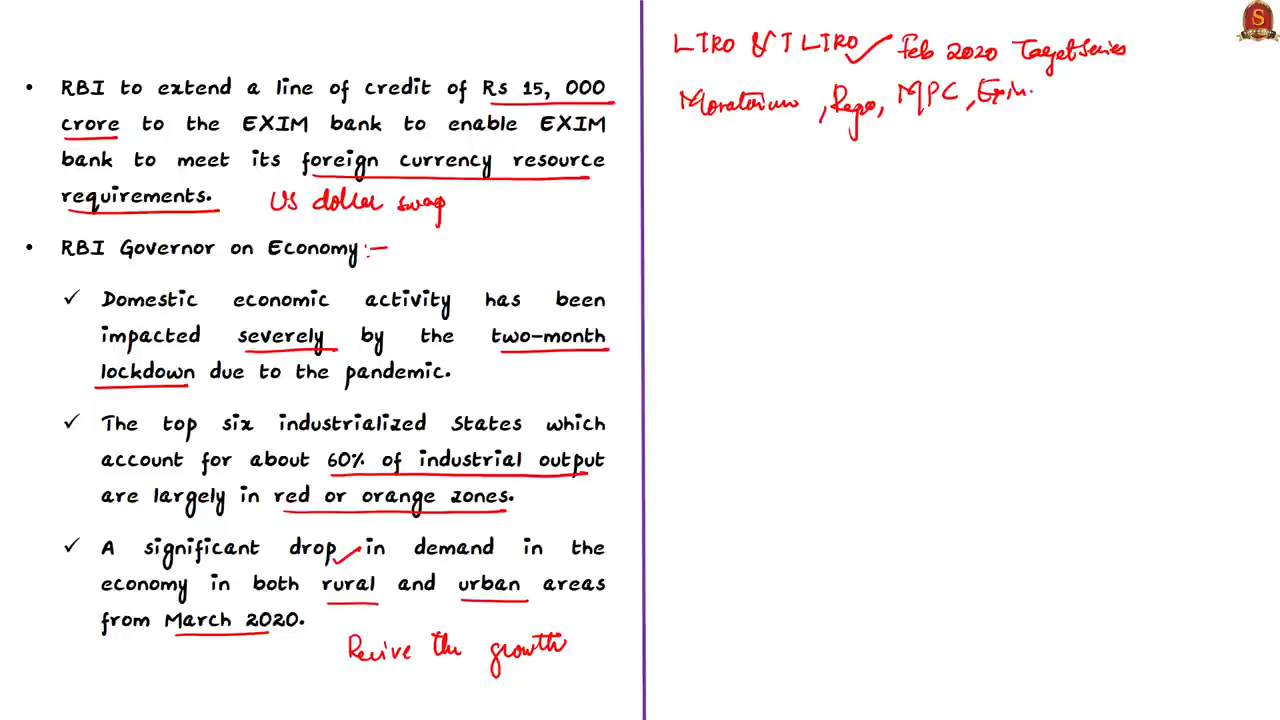 • RBI to extend a line of credit of Rs 15, 000
crore to the EXIM bank to enable EXIM
bank to meet its foreign currency resource
requirements. US dollar swap
• RBI Governor on Economy:-
✓ Domestic economic activity has been
impacted severely by the two-month
lockdown due to the pandemic.
✓ The top six industrialized States which
account for about 60% of industrial output
are largely in red or orange zones.
✓ A significant drop in demand in the
economy in both rural and urban areas
from March 2020.
Revive the growth
LTRO & TLTRO ✓ Feb 2020 Target Series
Moratorium, Repo, MPC, Exim.
S